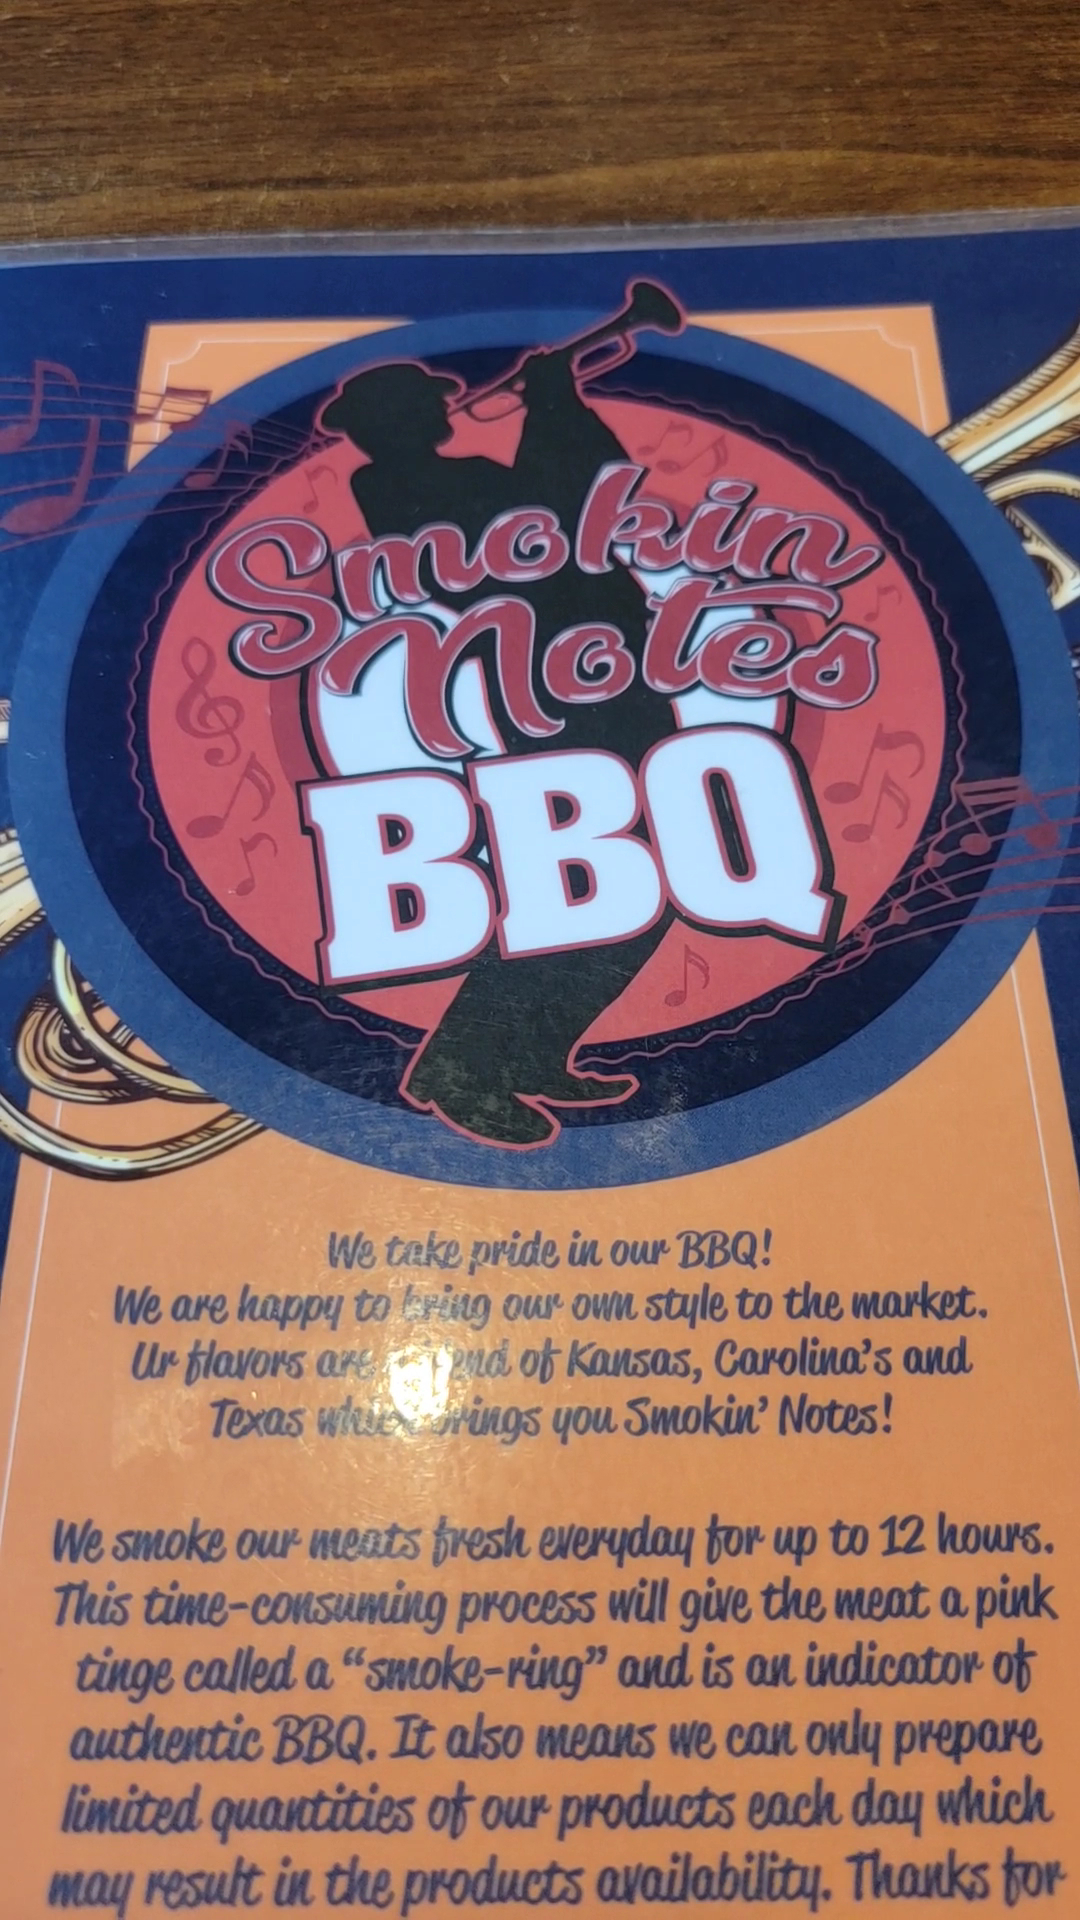 Smokin
Notes
BBQ
We take pride in our BBQ!
We are happy to bring our own style to the market.
Ur flavors are end of Kansas, Carolina's and
Texas which brings you Smokin' Notes!
We smoke our meats fresh everyday for up to 12 hours.
This time-consuming process will give the meat a pink
tinge called a “smoke-ring” and is an indicator of
authentic BBQ. It also means we can only prepare
limited quantities of our products each day which
may result in the products availability. Thanks for